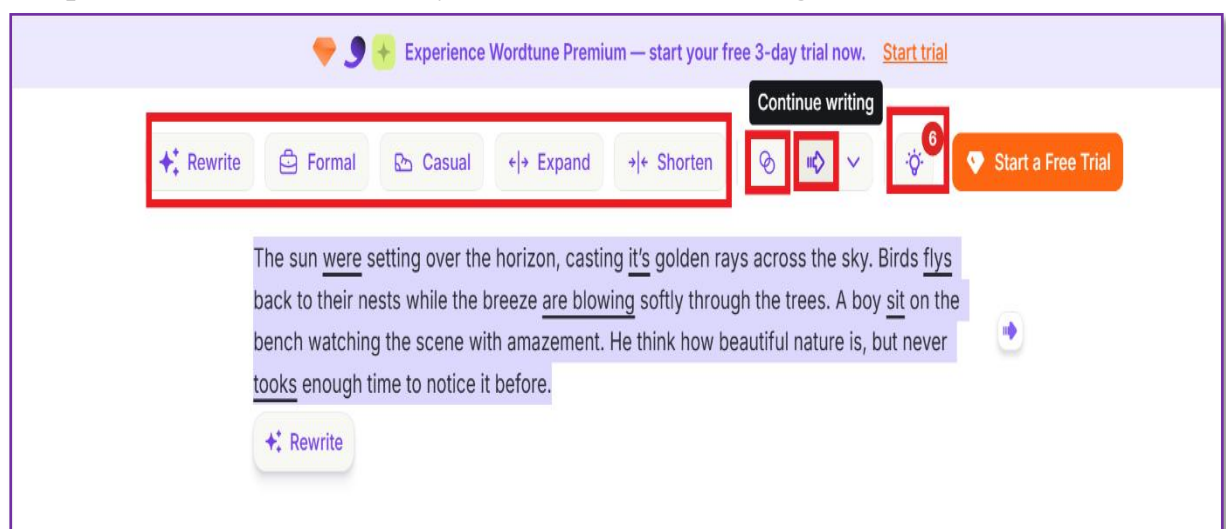 Experience Wordtune Premium — start your free 3-day trial now. Start trial
Continue writing
Rewrite Formal Casual Expand Shorten 6 Start a Free Trial
The sun were setting over the horizon, casting it's golden rays across the sky. Birds flys
back to their nests while the breeze are blowing softly through the trees. A boy sit on the
bench watching the scene with amazement. He think how beautiful nature is, but never
tooks enough time to notice it before.
Rewrite